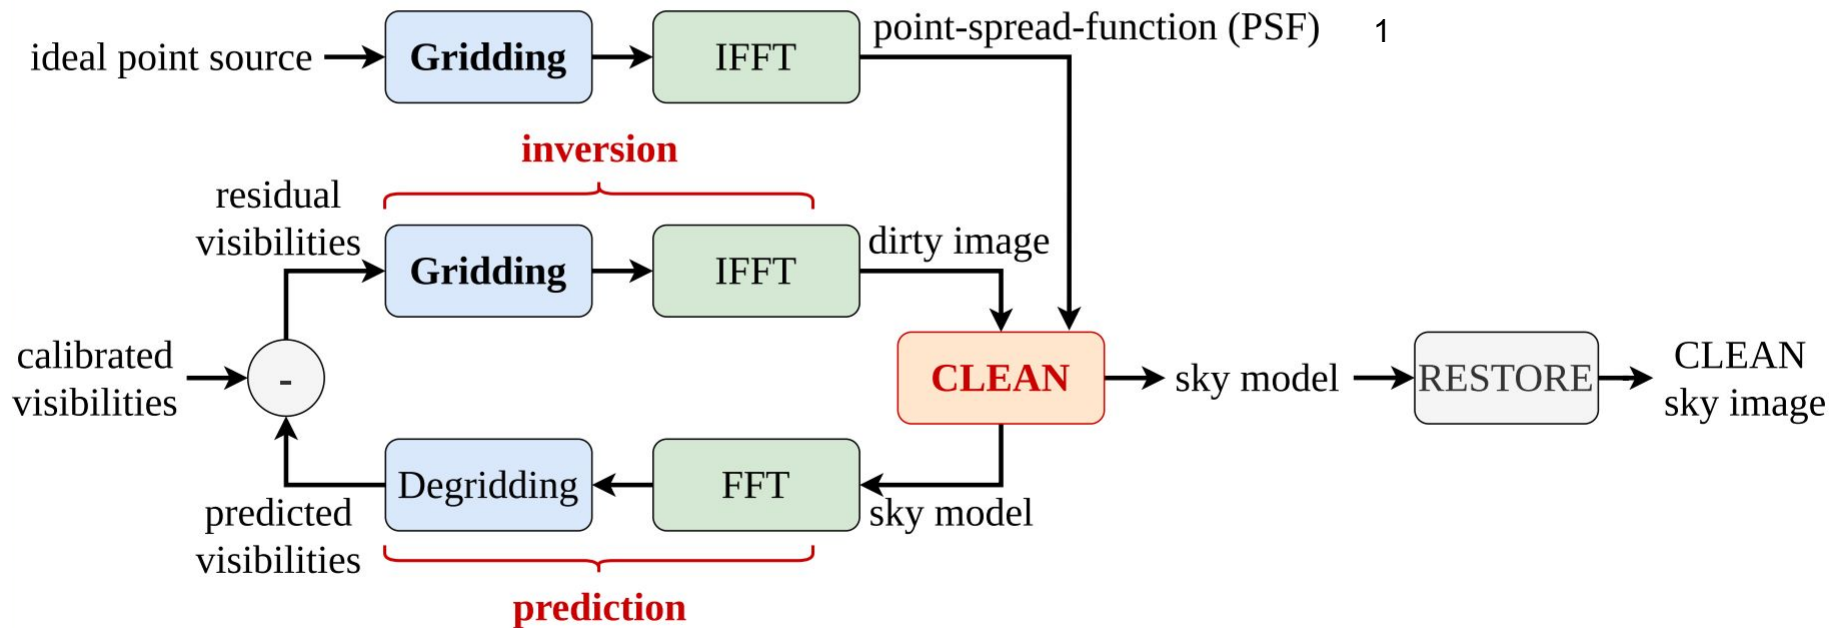 point-spread-function (PSF) 1
ideal point source
Gridding
IFFT
inversion
residual
visibilities
Gridding
IFFT
dirty image
calibrated
visibilities
-
CLEAN
sky model
RESTORE
CLEAN
sky image
Degridding
FFT
sky model
predicted
visibilities
prediction